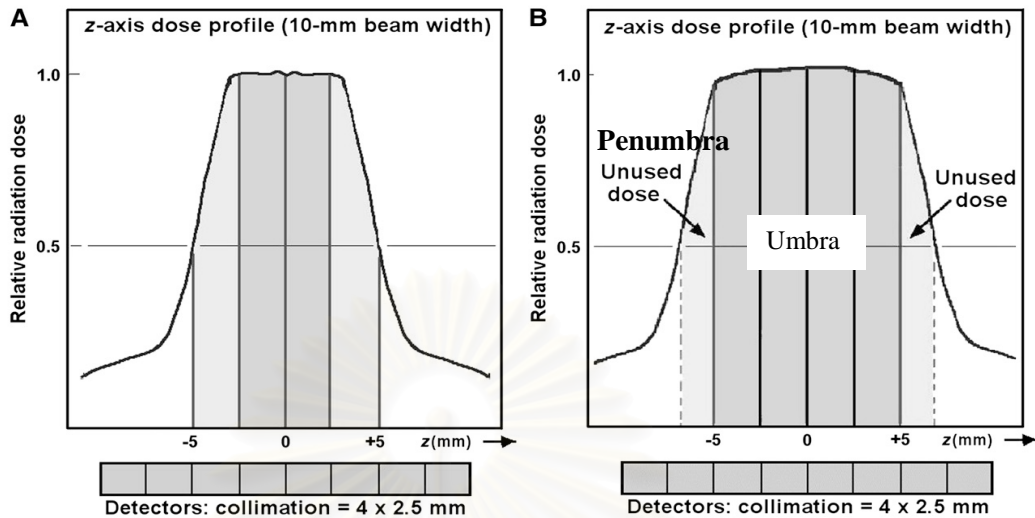 A
z-axis dose profile (10-mm beam width)
Relative radiation dose
1.0
0.5
-5 0 +5 z(mm)
Detectors: collimation = 4 x 2.5 mm
B
z-axis dose profile (10-mm beam width)
Relative radiation dose
1.0
0.5
Penumbra
Unused
dose
Unused
dose
Umbra
-5 0 +5 z(mm)
Detectors: collimation = 4 x 2.5 mm